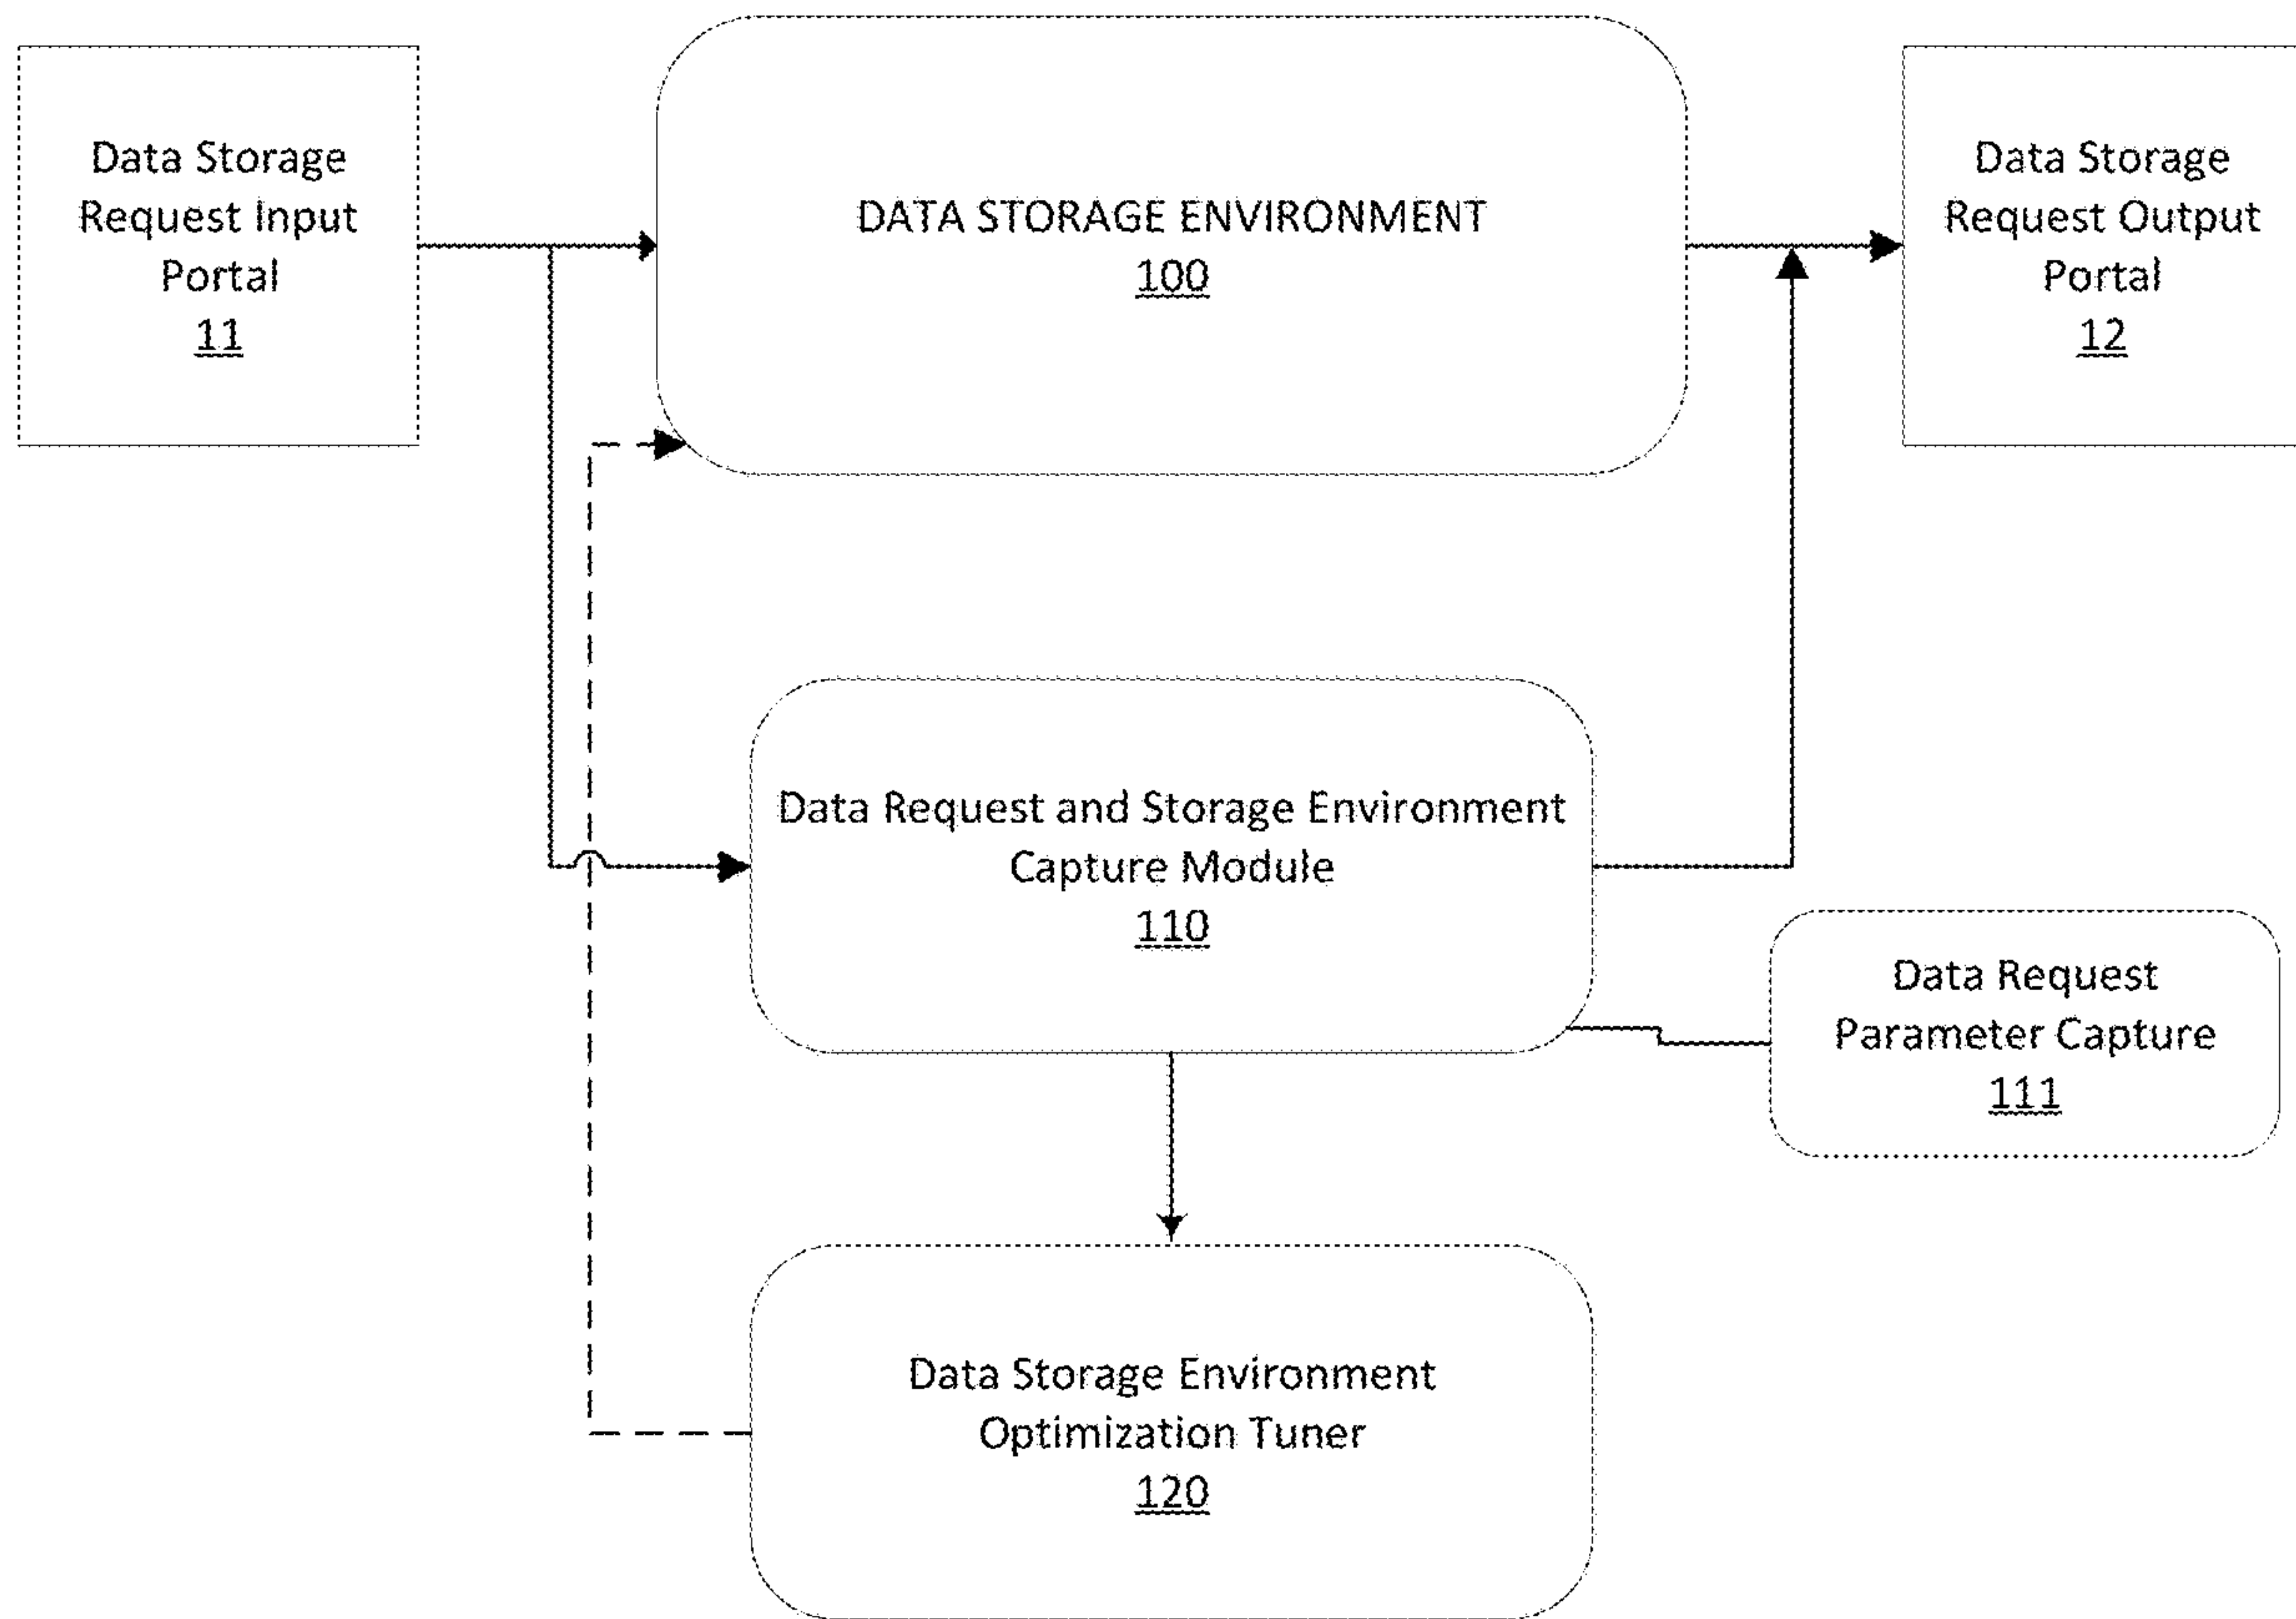 Data Storage
Request Input
Portal
11
DATA STORAGE ENVIRONMENT
100
Data Storage
Request Output
Portal
12
Data Request and Storage Environment
Capture Module
110
Data Request
Parameter Capture
111
Data Storage Environment
Optimization Tuner
120